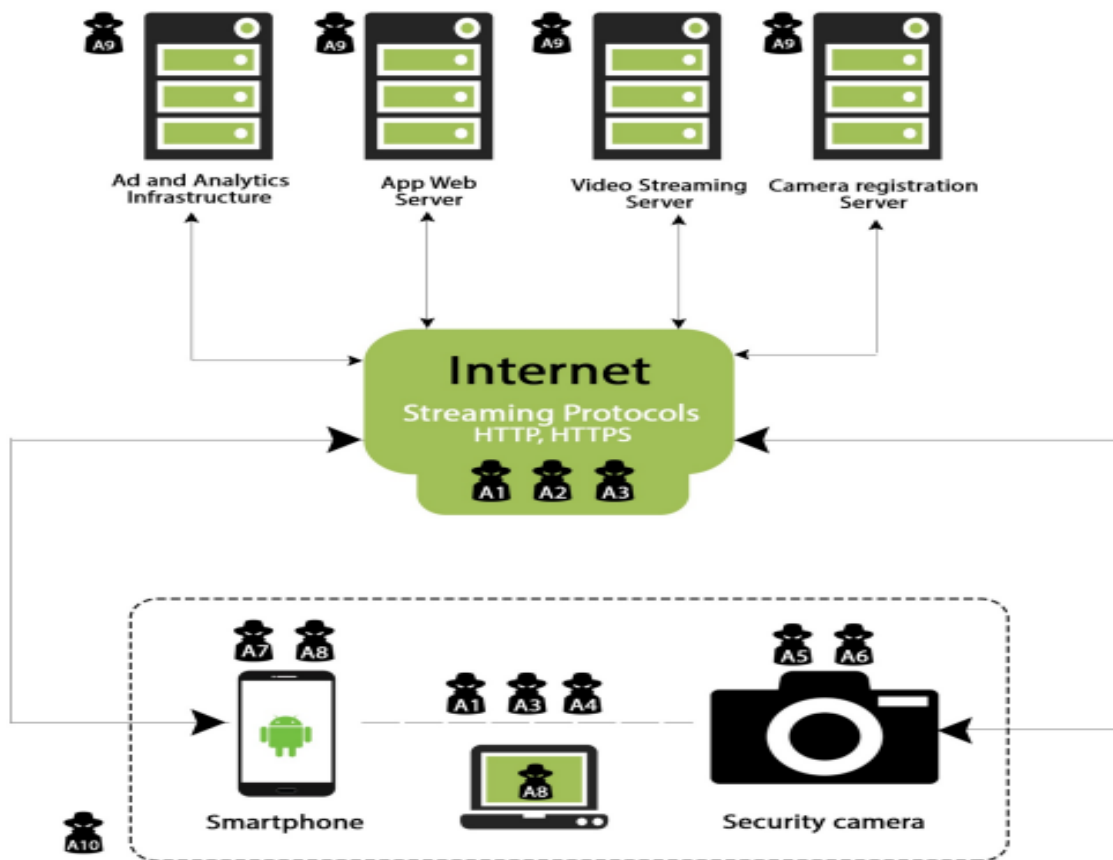 A9
A9
A9
A9
Ad and Analytics
Infrastructure
App Web
Server
Video Streaming
Server
Camera registration
Server
Internet
Streaming Protocols
HTTP, HTTPS
A1 A2 A3
A7 A8
A5 A6
A1 A3 A4
A8
Smartphone
Security camera
A10